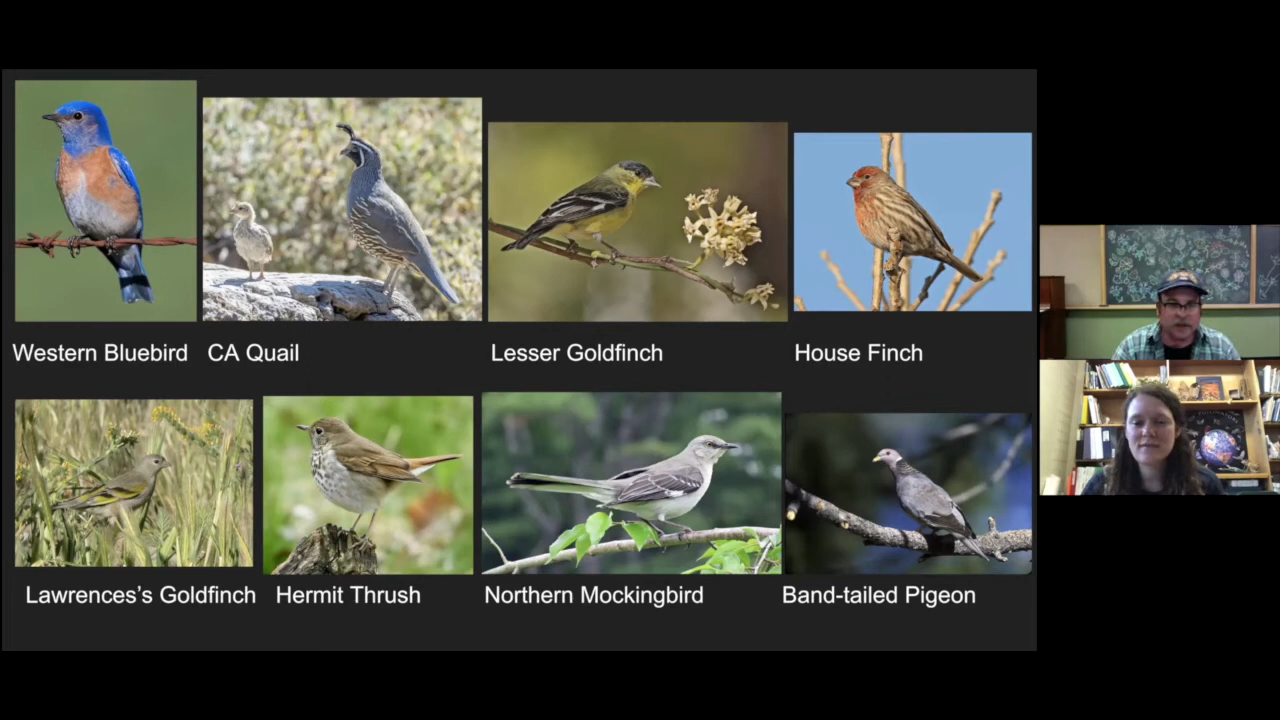 Western Bluebird
CA Quail
Lesser Goldfinch
House Finch
Lawrences’s Goldfinch
Hermit Thrush
Northern Mockingbird
Band-tailed Pigeon